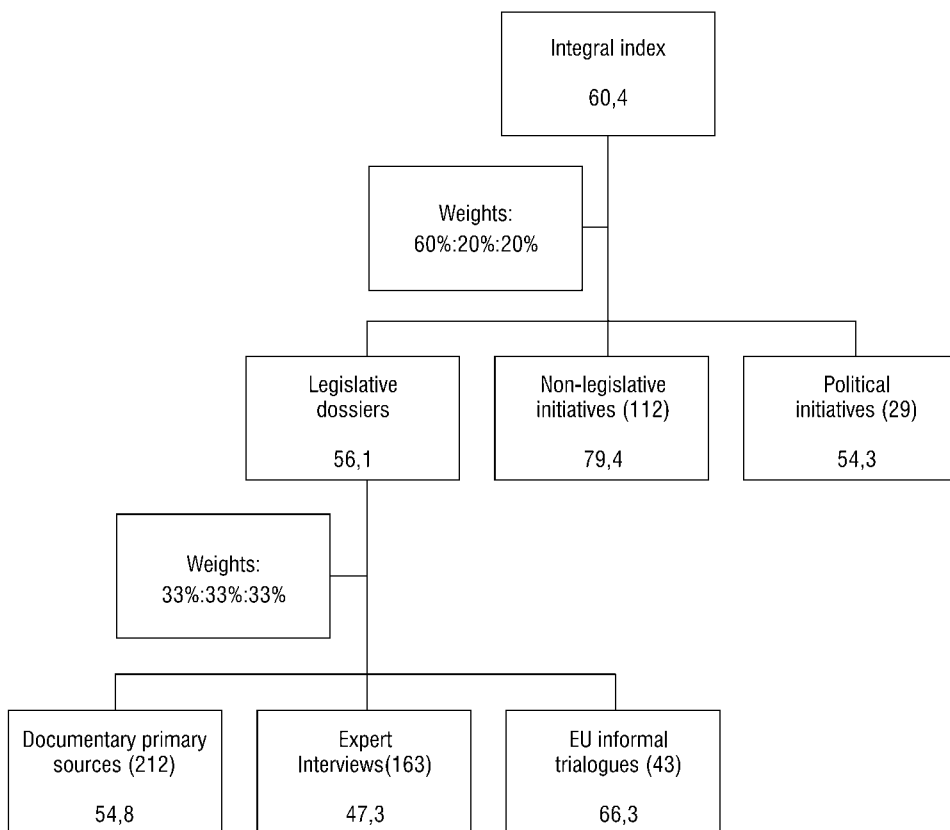 Integral index
60,4
Weights:
60%:20%:20%
Legislative
dossiers
56,1
Non-legislative
initiatives (112)
79,4
Political
initiatives (29)
54,3
Weights:
33%:33%:33%
Documentary primary
sources (212)
54,8
Expert
Interviews(163)
47,3
EU informal
trialogues (43)
66,3